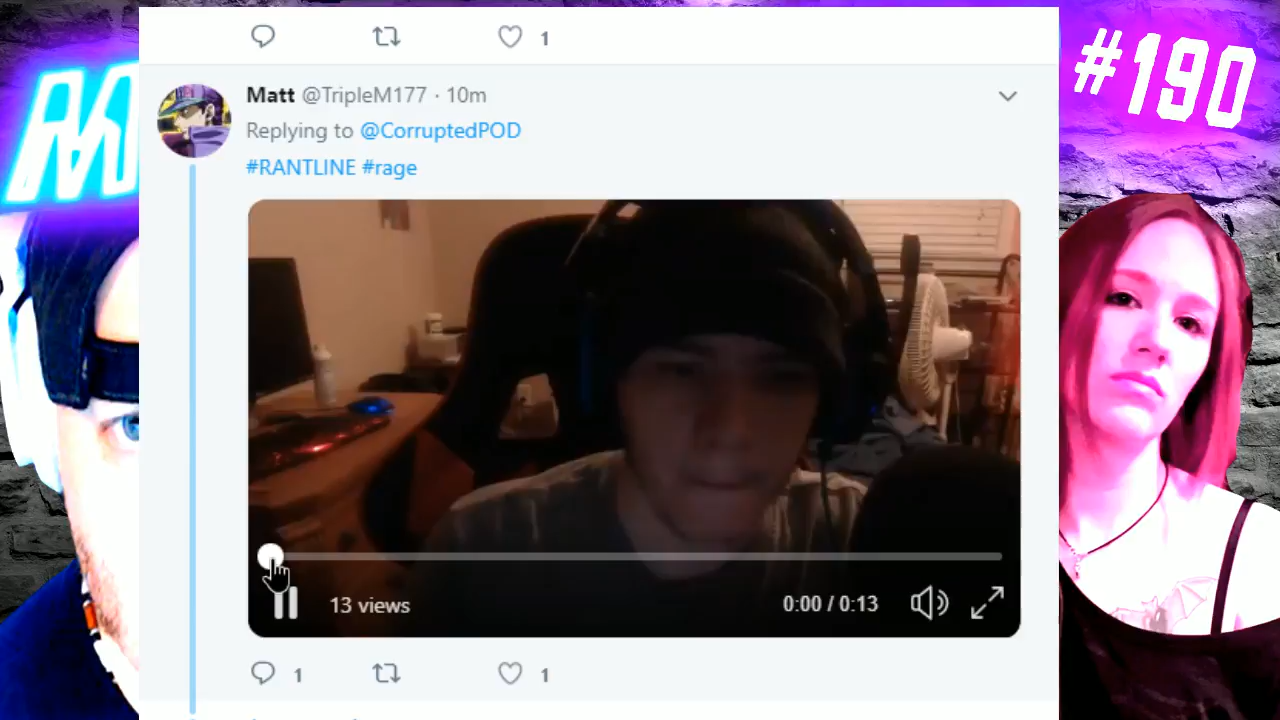 1
#190
M
Matt @TripleM177 · 10m
Replying to @CorruptedPOD
#RANTLINE #rage
13 views
0:00 / 0:13
1
1